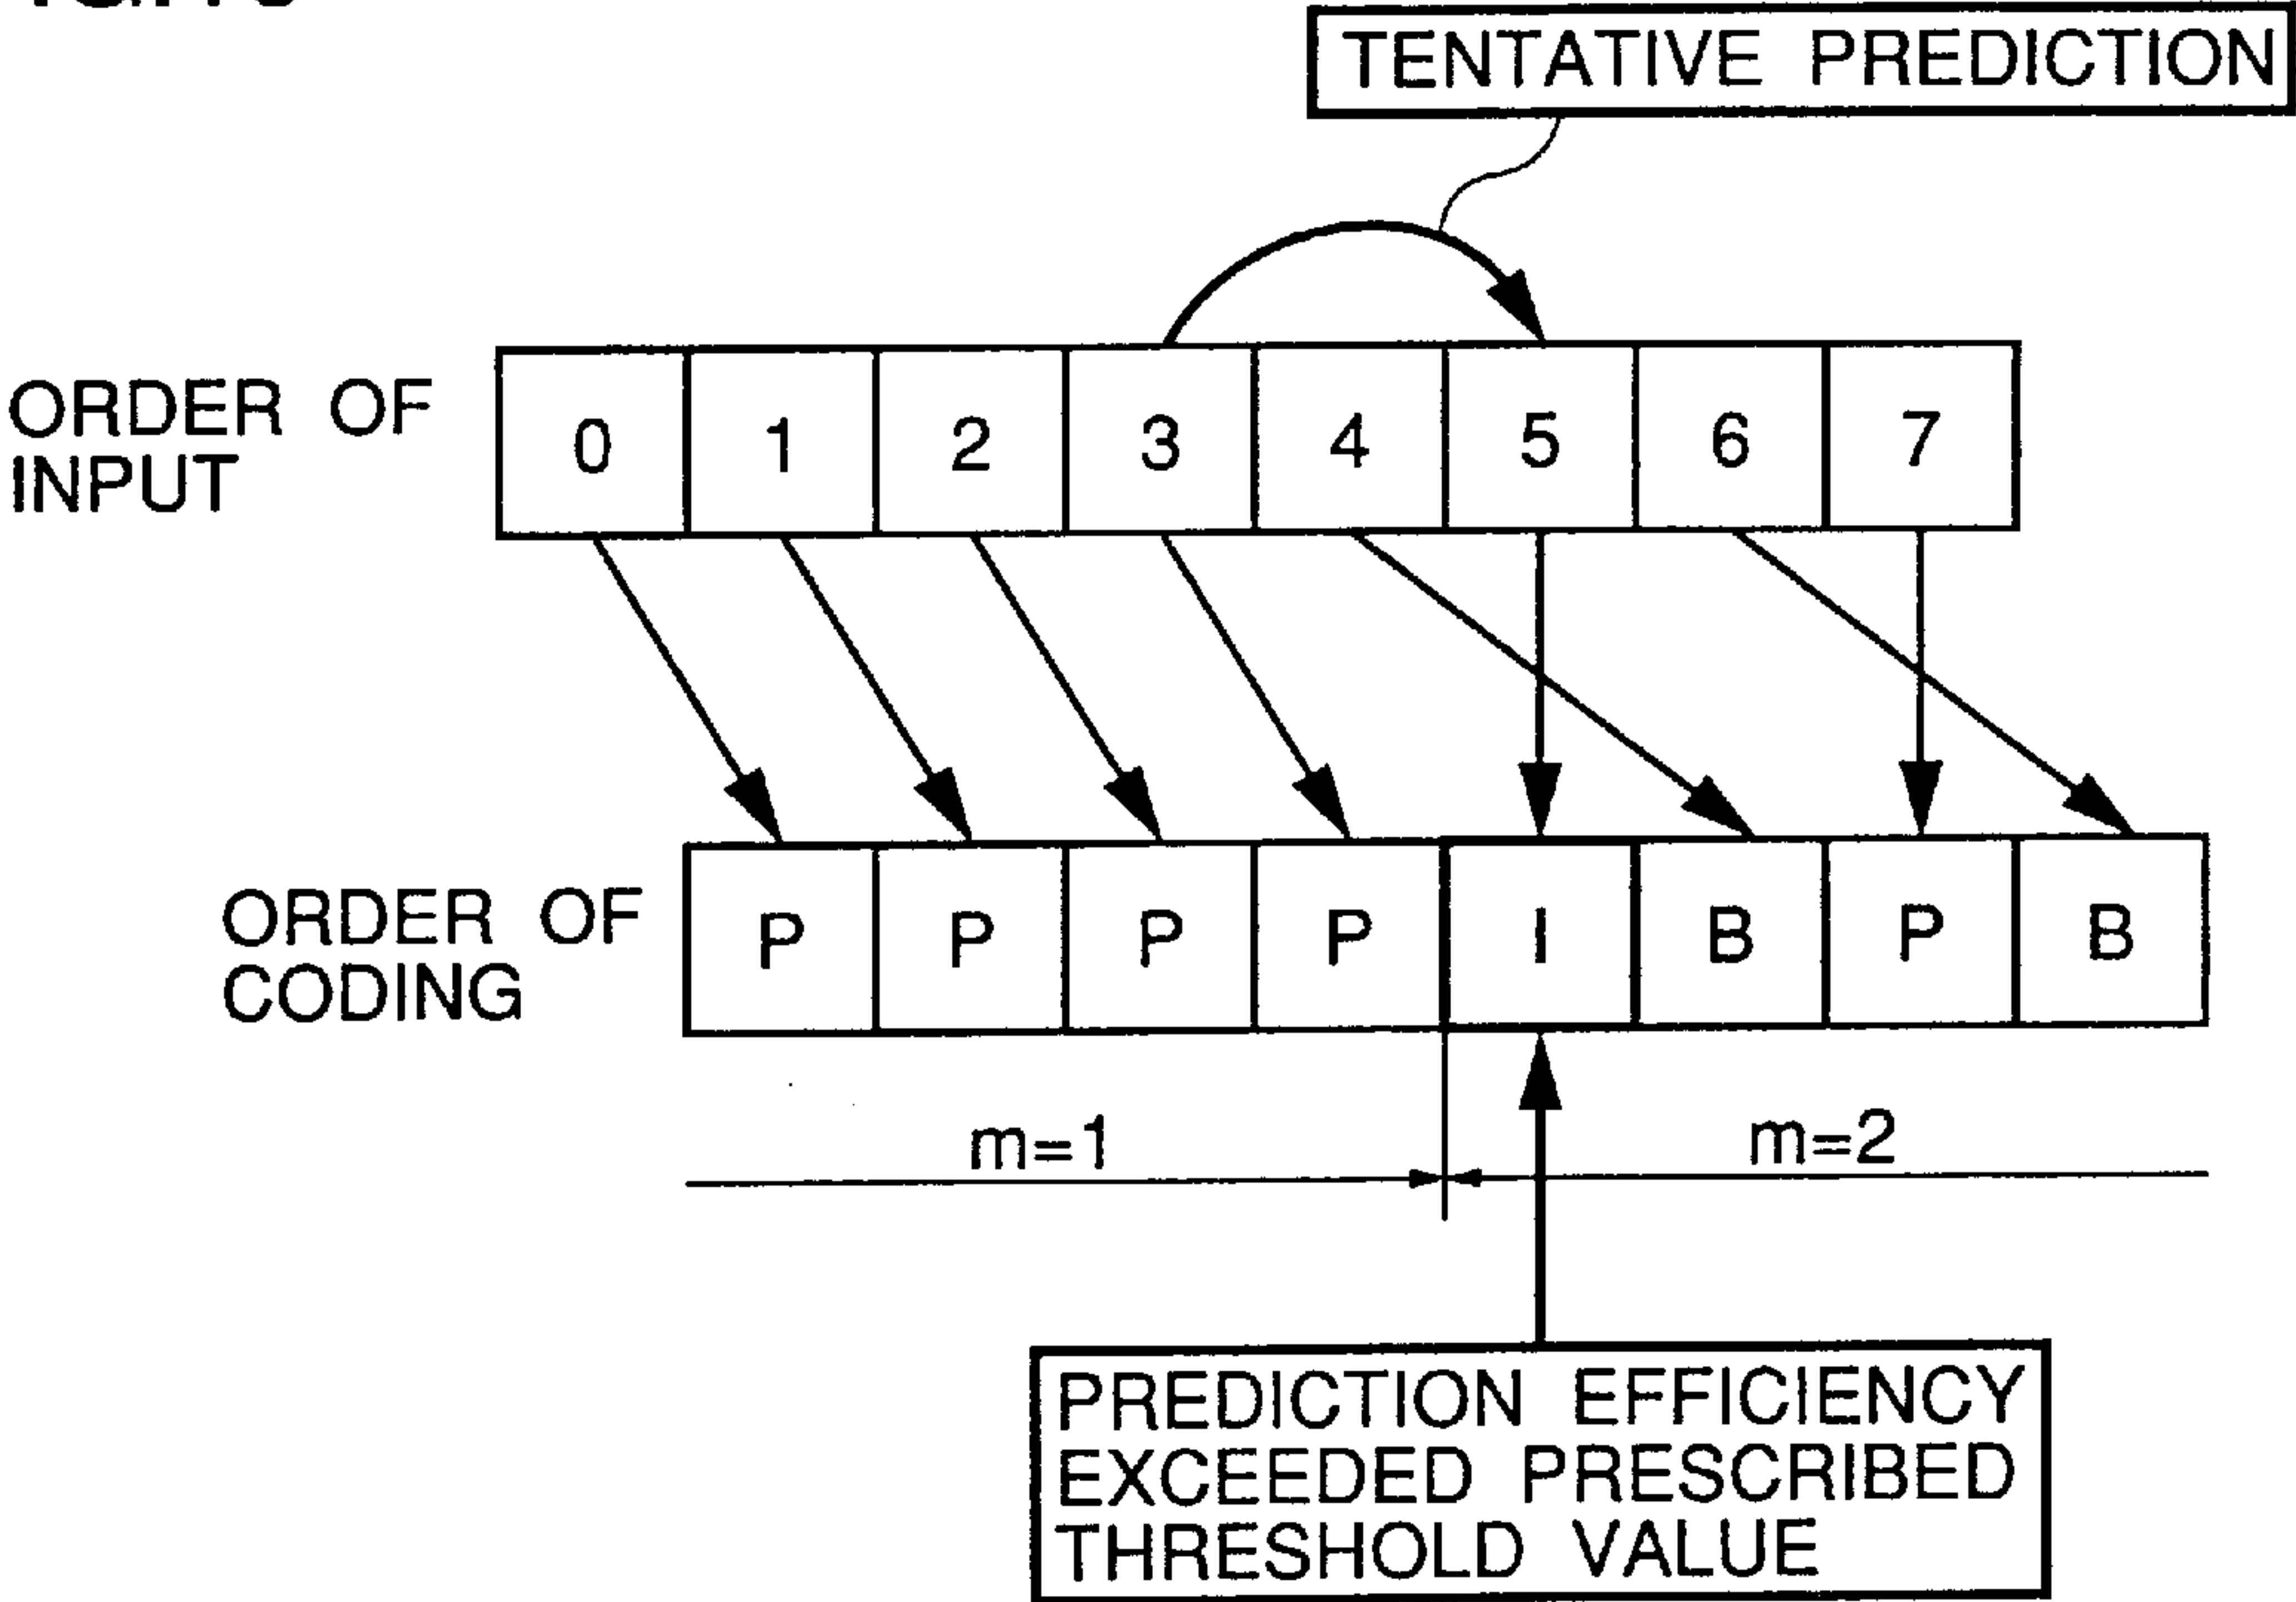 TENTATIVE PREDICTION
ORDER OF
INPUT
0 1 2 3 4 5 6 7
ORDER OF
CODING
P P P P I B P B
m=1 m=2
PREDICTION EFFICIENCY
EXCEEDED PRESCRIBED
THRESHOLD VALUE